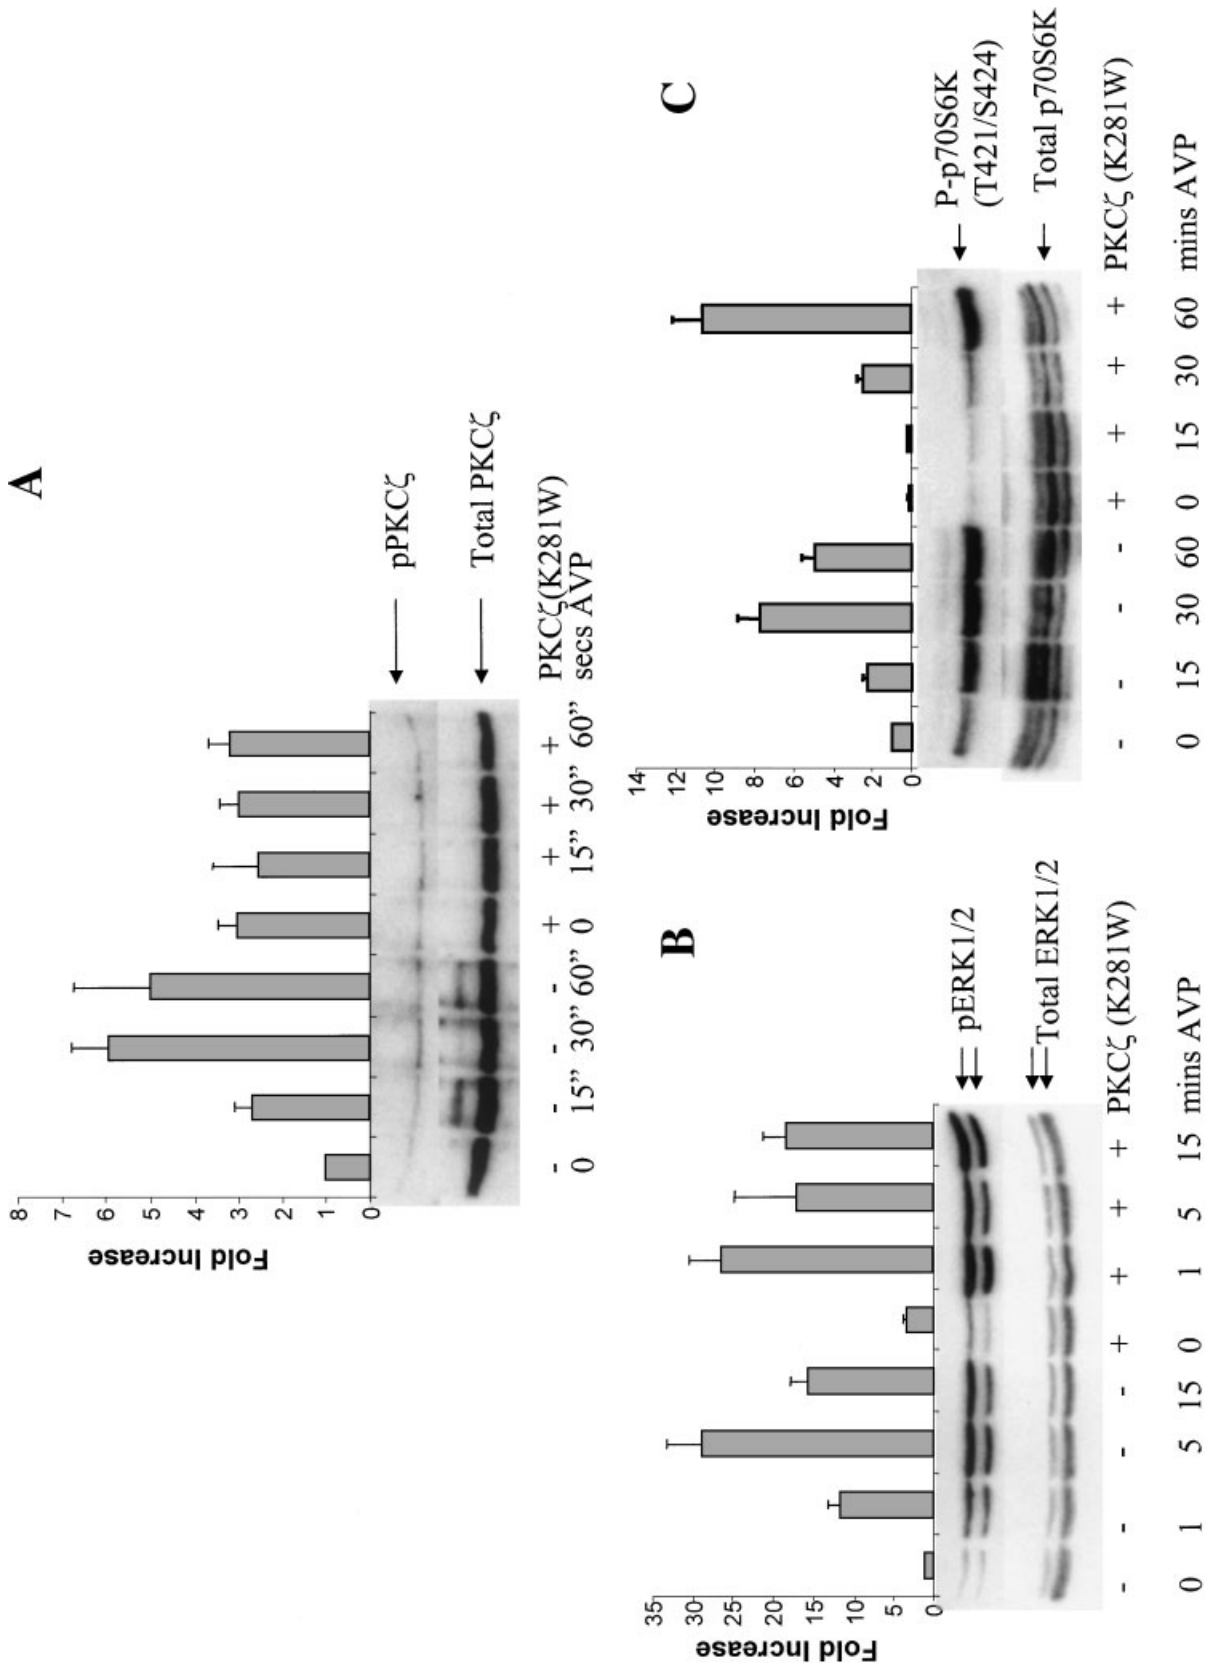 A
Fold Increase
8
7
6
5
4
3
2
1
0
pPKCζ
Total PKCζ
- - - - + + + + PKCζ(K281W)
0 15” 30” 60” 0 15” 30” 60” secs AVP
B
Fold Increase
35
30
25
20
15
10
5
0
pERK1/2
Total ERK1/2
- - - - + + + + PKCζ (K281W)
0 1 5 15 0 1 5 15 mins AVP
C
Fold Increase
14
12
10
8
6
4
2
0
P-p70S6K
(T421/S424)
Total p70S6K
- - - - + + + + PKCζ (K281W)
0 15 30 60 0 15 30 60 mins AVP